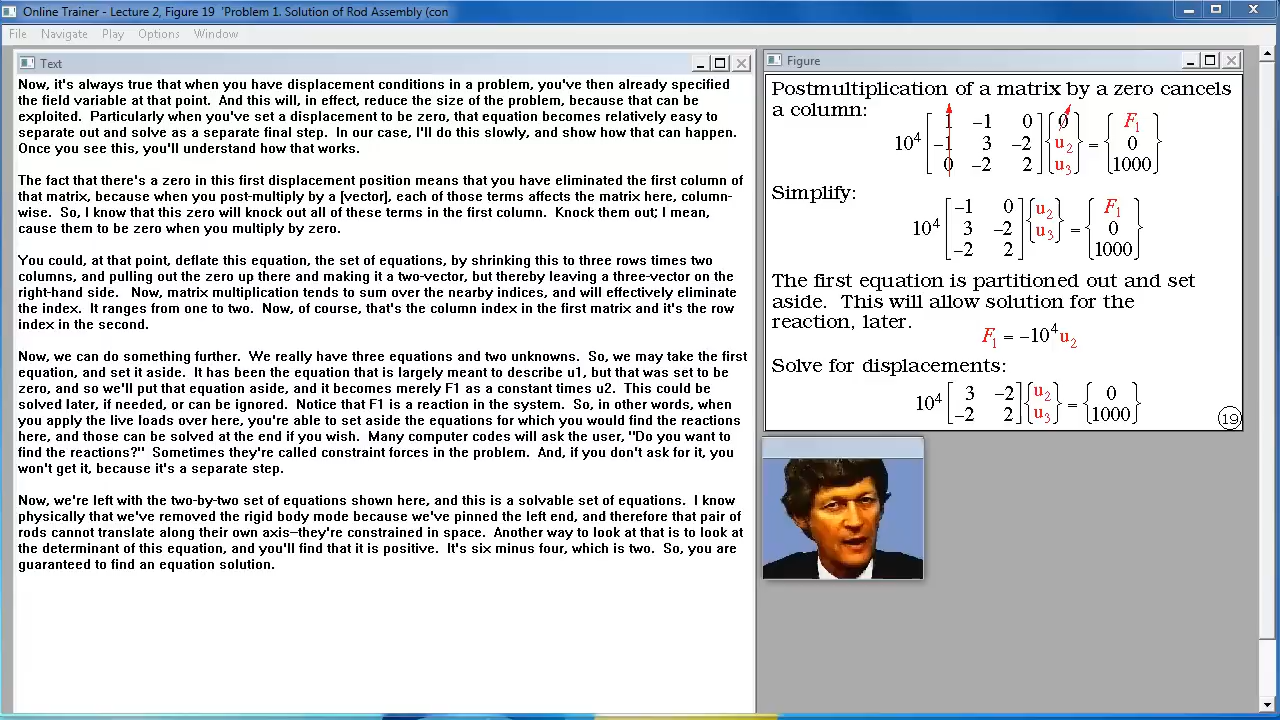 Online Trainer - Lecture 2, Figure 19 'Problem 1. Solution of Rod Assembly (con
File Navigate Play Options Window
Text
Now, it's always true that when you have displacement conditions in a problem, you've then already specified
the field variable at that point. And this will, in effect, reduce the size of the problem, because that can be
exploited. Particularly when you've set a displacement to be zero, that equation becomes relatively easy to
separate out and solve as a separate final step. In our case, I'll do this slowly, and show how that can happen.
Once you see this, you'll understand how that works.
The fact that there's a zero in this first displacement position means that you have eliminated the first column of
that matrix, because when you post-multiply by a [vector], each of those terms affects the matrix here, column-
wise. So, I know that this zero will knock out all of these terms in the first column. Knock them out; I mean,
cause them to be zero when you multiply by zero.
You could, at that point, deflate this equation, the set of equations, by shrinking this to three rows times two
columns, and pulling out the zero up there and making it a two-vector, but thereby leaving a three-vector on the
right-hand side. Now, matrix multiplication tends to sum over the nearby indices, and will effectively eliminate
the index. It ranges from one to two. Now, of course, that's the column index in the first matrix and it's the row
index in the second.
Now, we can do something further. We really have three equations and two unknowns. So, we may take the first
equation, and set it aside. It has been the equation that is largely meant to describe u1, but that was set to be
zero, and so we'll put that equation aside, and it becomes merely F1 as a constant times u2. This could be
solved later, if needed, or can be ignored. Notice that F1 is a reaction in the system. So, in other words, when
you apply the live loads over here, you're able to set aside the equations for which you would find the reactions
here, and those can be solved at the end if you wish. Many computer codes will ask the user, "Do you want to
find the reactions?" Sometimes they're called constraint forces in the problem. And, if you don't ask for it, you
won't get it, because it's a separate step.
Now, we're left with the two-by-two set of equations shown here, and this is a solvable set of equations. I know
physically that we've removed the rigid body mode because we've pinned the left end, and therefore that pair of
rods cannot translate along their own axis—they're constrained in space. Another way to look at that is to look at
the determinant of this equation, and you'll find that it is positive. It's six minus four, which is two. So, you are
guaranteed to find an equation solution.
Figure
Postmultiplication of a matrix by a zero cancels
a column:
1 −1 0 0 F₁
10⁴ −1 3 −2 u₂ = 0
0 −2 2 u₃ 1000
Simplify:
−1 0 u₂ F₁
10⁴ 3 −2 u₃ = 0
−2 2 1000
The first equation is partitioned out and set
aside. This will allow solution for the
reaction, later.
F₁ = −10⁴ u₂
Solve for displacements:
10⁴ 3 −2 u₂ = 0
−2 2 u₃ 1000
19